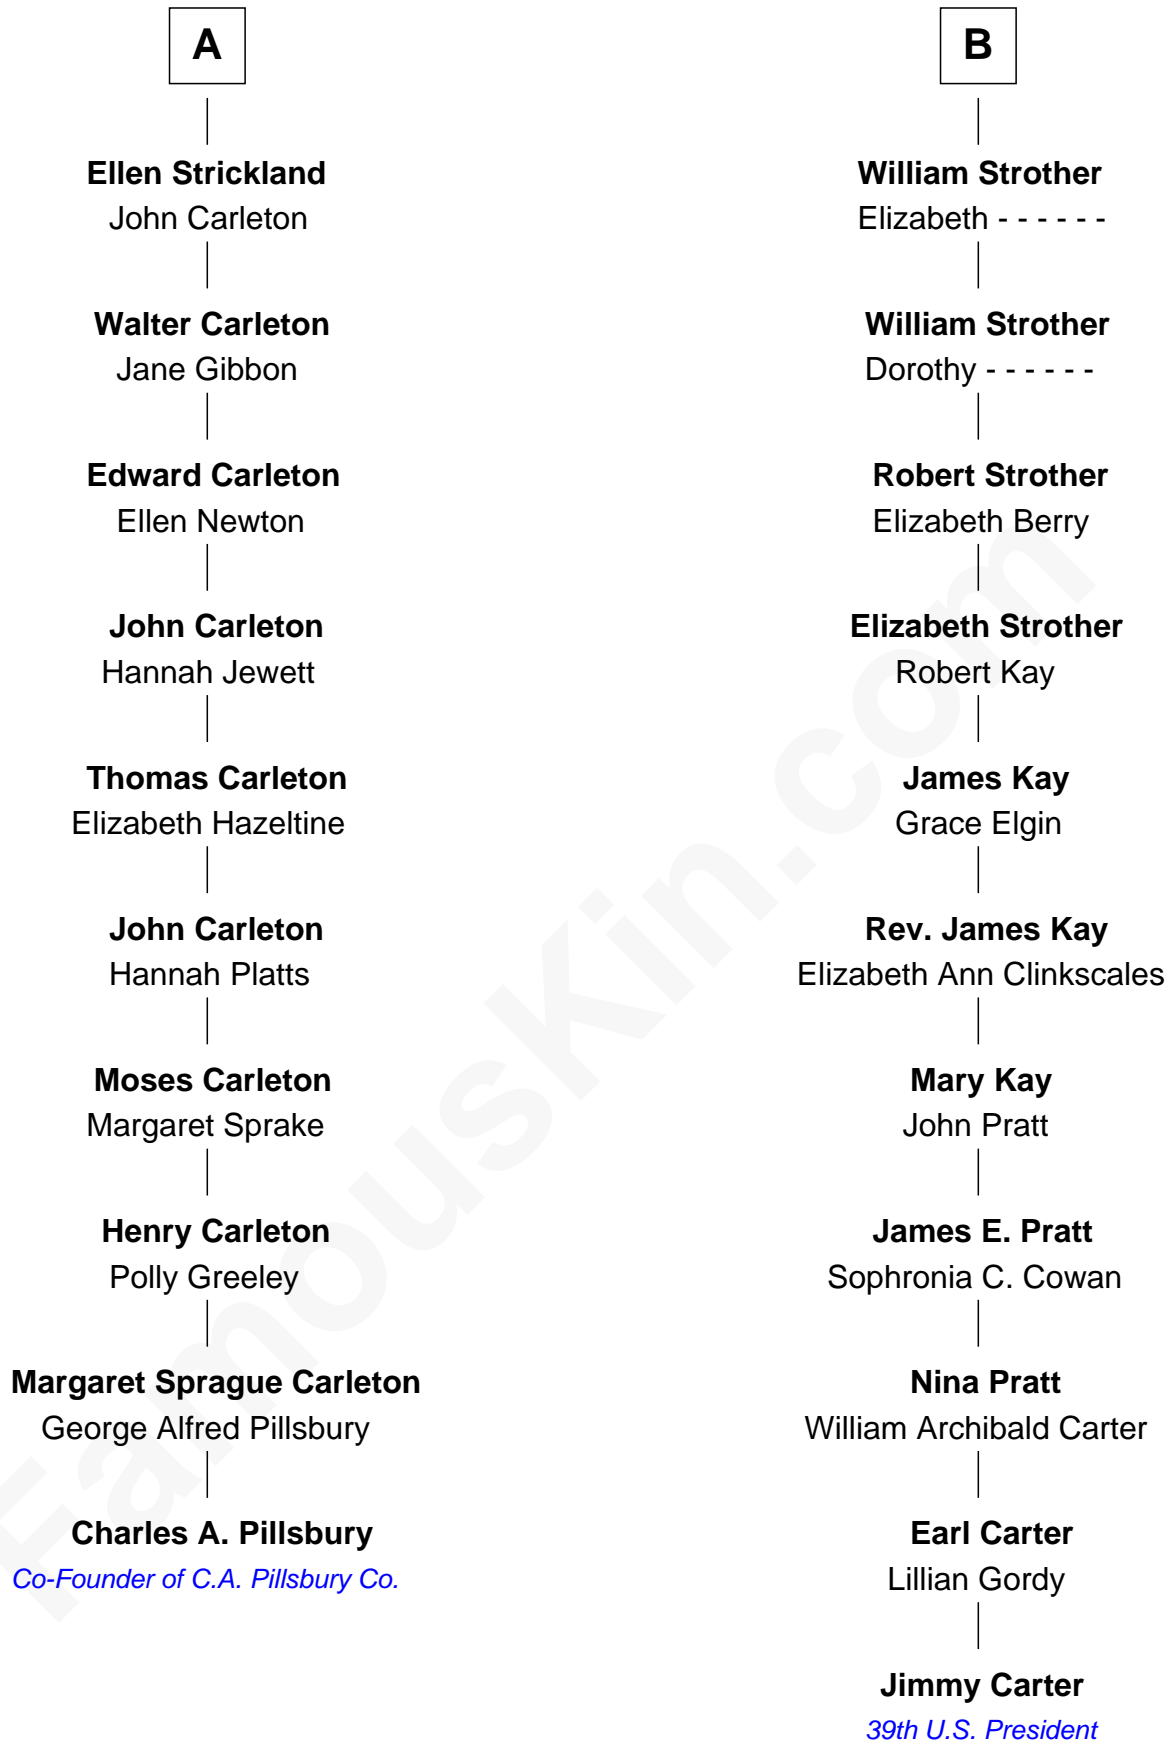 A
Ellen Strickland
John Carleton
Walter Carleton
Jane Gibbon
Edward Carleton
Ellen Newton
John Carleton
Hannah Jewett
Thomas Carleton
Elizabeth Hazeltine
John Carleton
Hannah Platts
Moses Carleton
Margaret Sprake
Henry Carleton
Polly Greeley
Margaret Sprague Carleton
George Alfred Pillsbury
Charles A. Pillsbury
Co-Founder of C.A. Pillsbury Co.
B
William Strother
Elizabeth - - - - - -
William Strother
Dorothy - - - - - -
Robert Strother
Elizabeth Berry
Elizabeth Strother
Robert Kay
James Kay
Grace Elgin
Rev. James Kay
Elizabeth Ann Clinkscales
Mary Kay
John Pratt
James E. Pratt
Sophronia C. Cowan
Nina Pratt
William Archibald Carter
Earl Carter
Lillian Gordy
Jimmy Carter
39th U.S. President
FamousKin.com